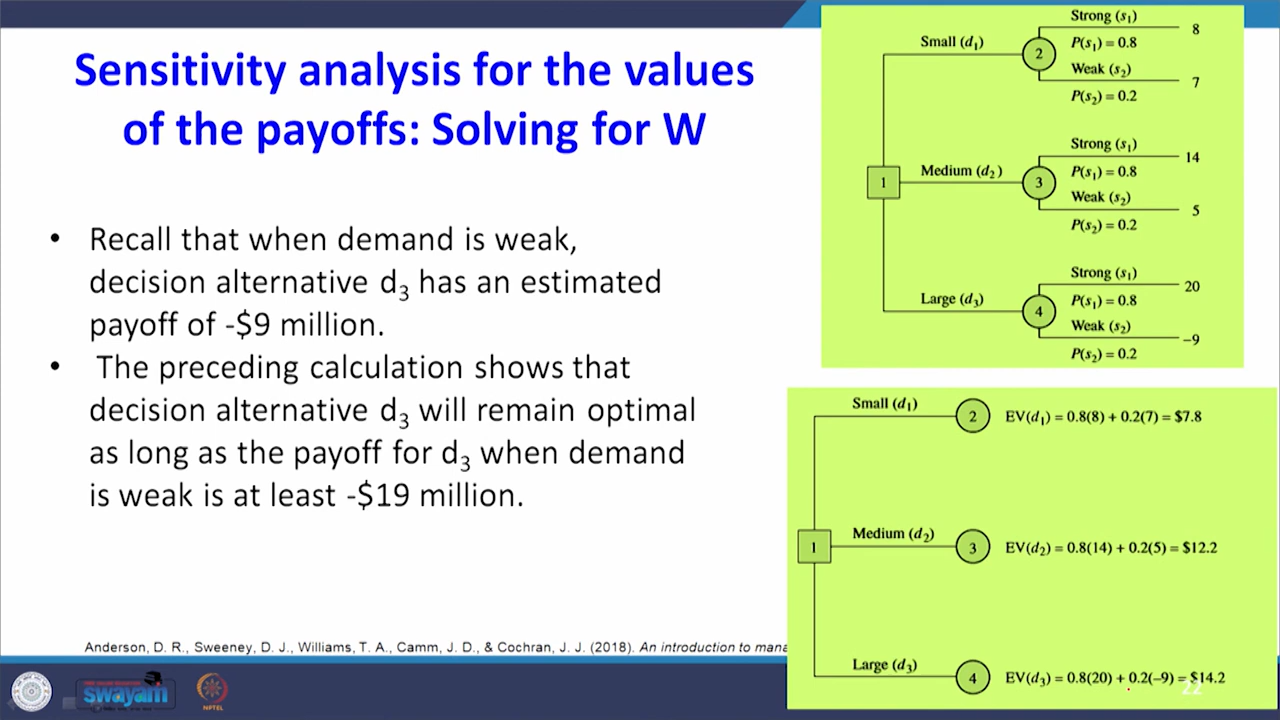 Sensitivity analysis for the values
of the payoffs: Solving for W
• Recall that when demand is weak,
decision alternative d₃ has an estimated
payoff of -$9 million.
• The preceding calculation shows that
decision alternative d₃ will remain optimal
as long as the payoff for d₃ when demand
is weak is at least -$19 million.
Strong (s₁)
8
Small (d₁)
2
P(s₁) = 0.8
Weak (s₂)
7
P(s₂) = 0.2
Strong (s₁)
14
1
Medium (d₂)
3
P(s₁) = 0.8
Weak (s₂)
5
P(s₂) = 0.2
Strong (s₁)
20
Large (d₃)
4
P(s₁) = 0.8
Weak (s₂)
–9
P(s₂) = 0.2
Small (d₁)
2
EV(d₁) = 0.8(8) + 0.2(7) = $7.8
1
Medium (d₂)
3
EV(d₂) = 0.8(14) + 0.2(5) = $12.2
Large (d₃)
4
EV(d₃) = 0.8(20) + 0.2(–9) = $14.2
22
Anderson, D. R., Sweeney, D. J., Williams, T. A., Camm, J. D., & Cochran, J. J. (2018). An introduction to mana
swayam
NPTEL